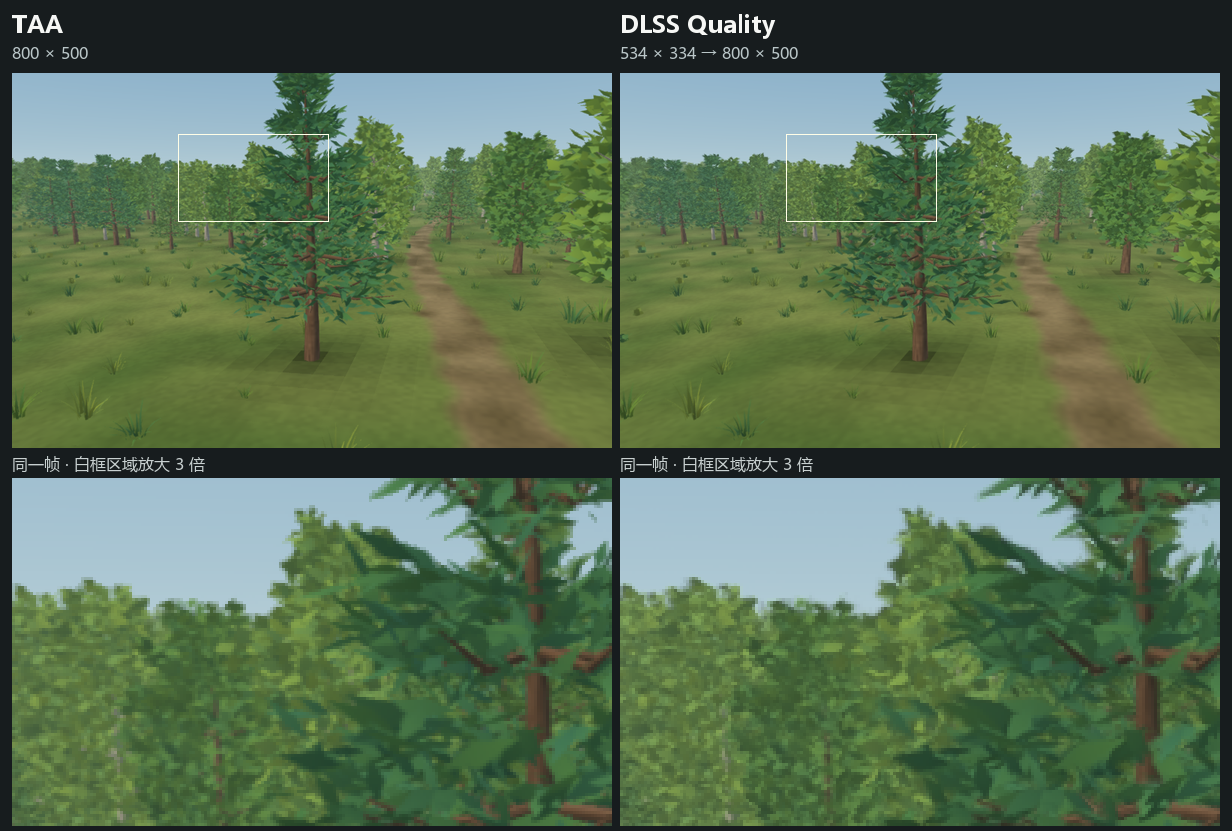 TAA
800 × 500
DLSS Quality
534 × 334 → 800 × 500
同一帧 · 白框区域放大 3 倍
同一帧 · 白框区域放大 3 倍